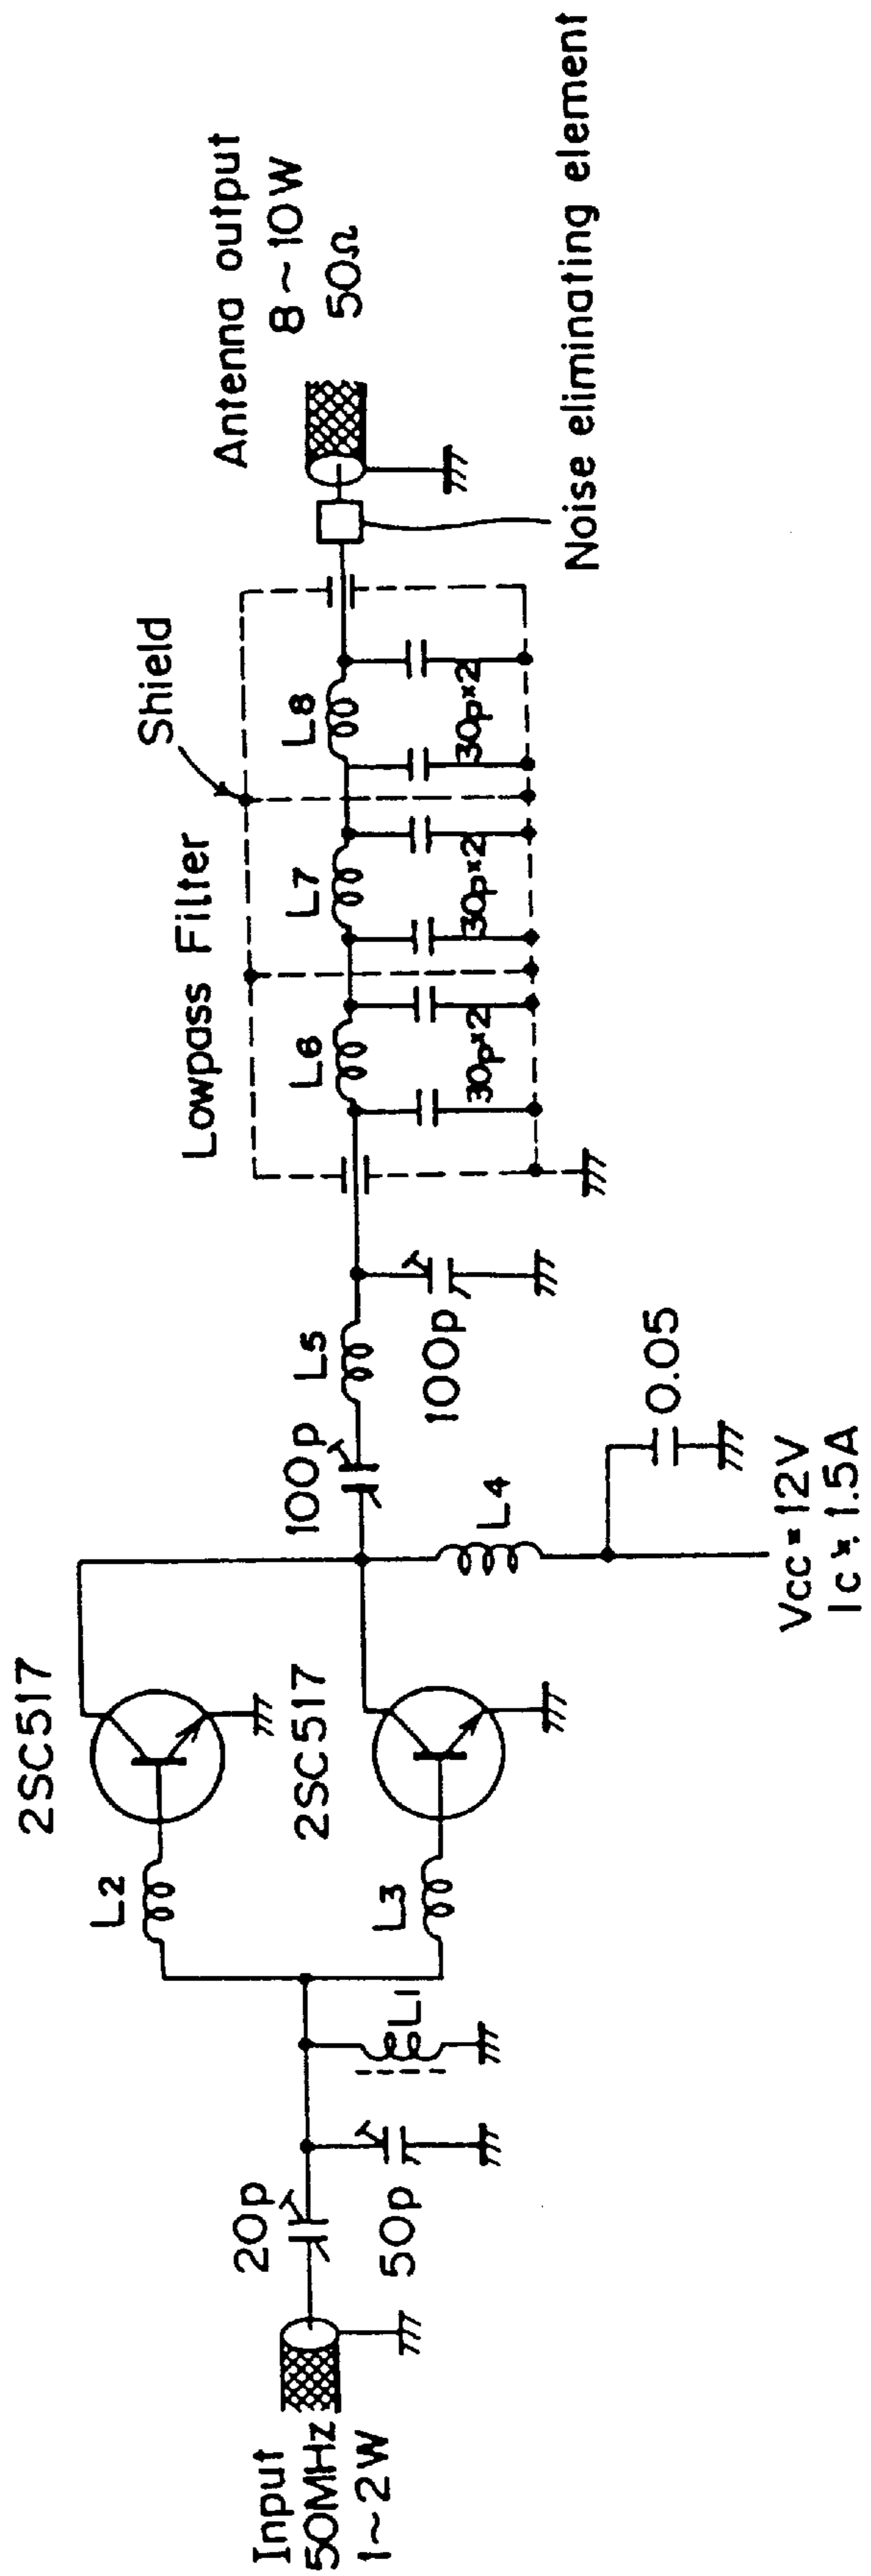 Input
50MHz
1~2W
20p
50p
L1
L2
L3
2SC517
2SC517
L4
0.05
Vcc=12V
Ic≒1.5A
100p
L5
100p
Lowpass Filter
Shield
L6
30p×2
L7
30p×2
L8
30p×2
Antenna output
8~10W
50Ω
Noise eliminating element